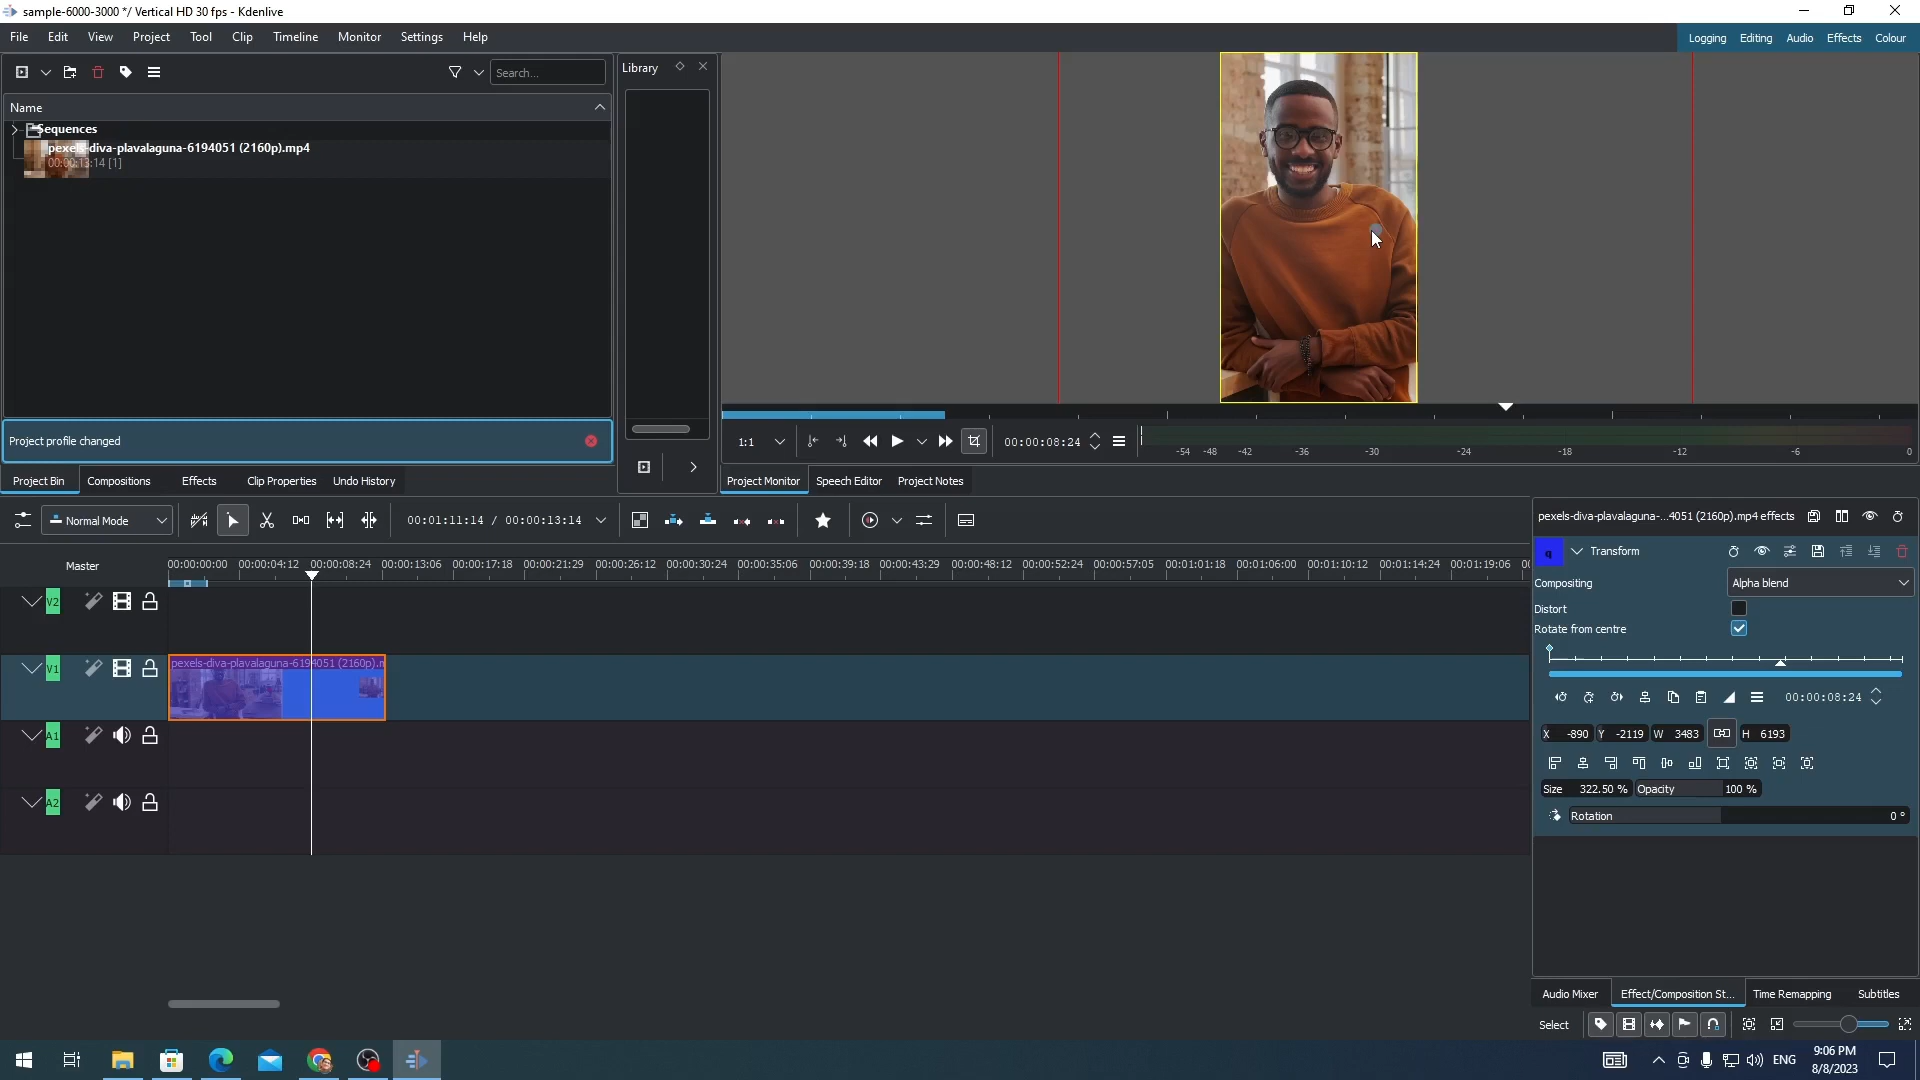 sample-6000-3000 */ Vertical HD 30 fps - Kdenlive
File Edit View Project Tool Clip Timeline Monitor Settings Help
Logging Editing Audio Effects Colour
Search...
Library
Name
Sequences
pexels-diva-plavalaguna-6194051 (2160p).mp4
00:00:13:14 [1]
Project profile changed
1:1
00:00:08:24
-54 -48 -42 -36 -30 -24 -18 -12 -6 0
Project Bin Compositions Effects Clip Properties Undo History
Project Monitor Speech Editor Project Notes
Normal Mode
00:01:11:14 / 00:00:13:14
pexels-diva-plavalaguna-...4051 (2160p).mp4 effects
Master
00:00:00:00 00:00:04:12 00:00:08:24 00:00:13:06 00:00:17:18 00:00:21:29 00:00:26:12 00:00:30:24 00:00:35:06 00:00:39:18 00:00:43:29 00:00:48:12 00:00:52:24 00:00:57:05 00:01:01:18 00:01:06:00 00:01:10:12 00:01:14:24 00:01:19:06
q Transform
Compositing Alpha blend
Distort
Rotate from centre
V2
V1
pexels-diva-plavalaguna-6194051 (2160p).m
00:00:08:24
X -890 Y -2119 W 3483 H 6193
A1
Size 322.50 % Opacity 100 %
A2
Rotation 0 °
Audio Mixer Effect/Composition St... Time Remapping Subtitles
Select
ENG
9:06 PM
8/8/2023